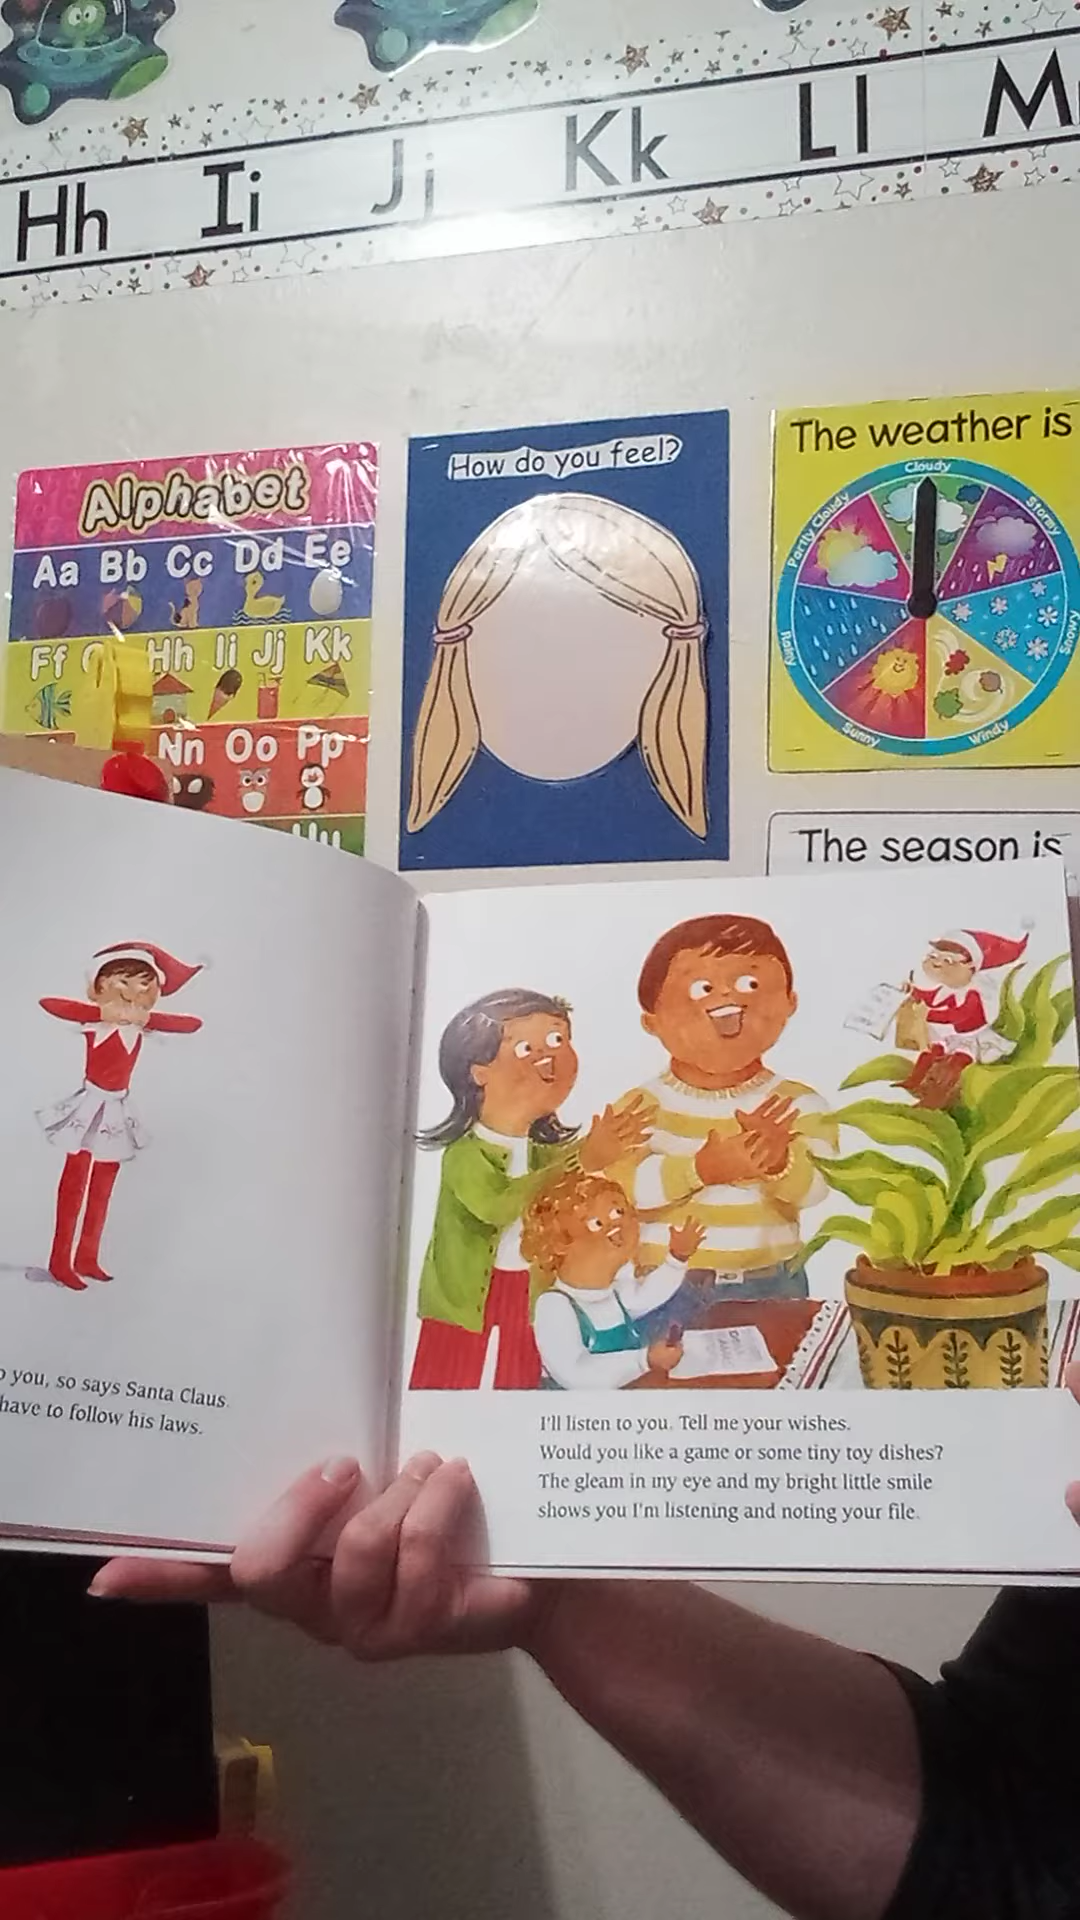 Hh Ii Jj Kk Ll M
Alphabet
Aa Bb Cc Dd Ee
Ff Hh Ii Jj Kk
Nn Oo Pp
Uu
How do you feel?
The weather is
Cloudy
Stormy
Snowy
Windy
Sunny
Rainy
Partly Cloudy
The season is
you, so says Santa Claus.
have to follow his laws.
I'll listen to you. Tell me your wishes.
Would you like a game or some tiny toy dishes?
The gleam in my eye and my bright little smile
shows you I'm listening and noting your file.